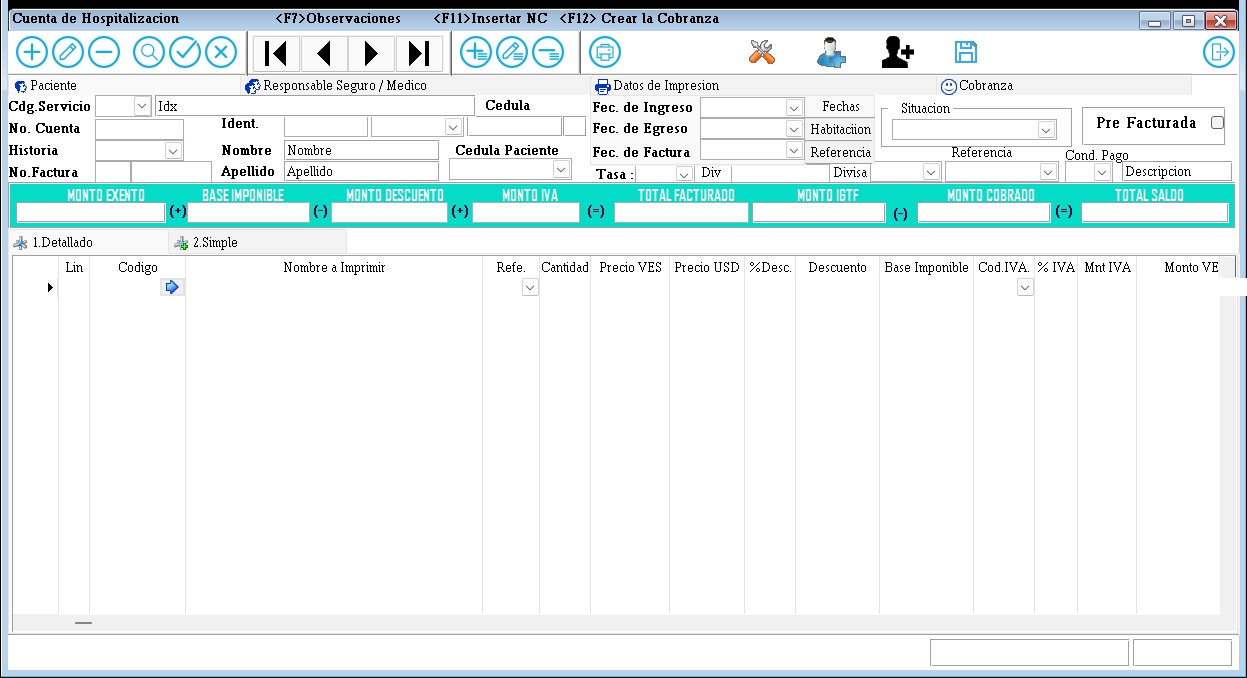 Cuenta de Hospitalizacion <F7>Observaciones <F11>Insertar NC <F12> Crear la Cobranza
Paciente Responsable Seguro / Medico Datos de Impresion Cobranza
Cdg.Servicio Idx Cedula Fec. de Ingreso Fechas Situacion
No. Cuenta Ident. Fec. de Egreso Habitaciion Pre Facturada
Historia Nombre Nombre Cedula Paciente Fec. de Factura Referencia Referencia Cond. Pago
No.Factura Apellido Apellido Tasa : Div Divisa Descripcion
MONTO EXENTO BASE IMPONIBLE MONTO DESCUENTO MONTO IVA TOTAL FACTURADO MONTO IGTF MONTO COBRADO TOTAL SALDO
(+) (-) (+) (=) (-) (=)
1.Detallado 2.Simple
Lin Codigo Nombre a Imprimir Refe. Cantidad Precio VES Precio USD %Desc. Descuento Base Imponible Cod.IVA. % IVA Mnt IVA Monto VE